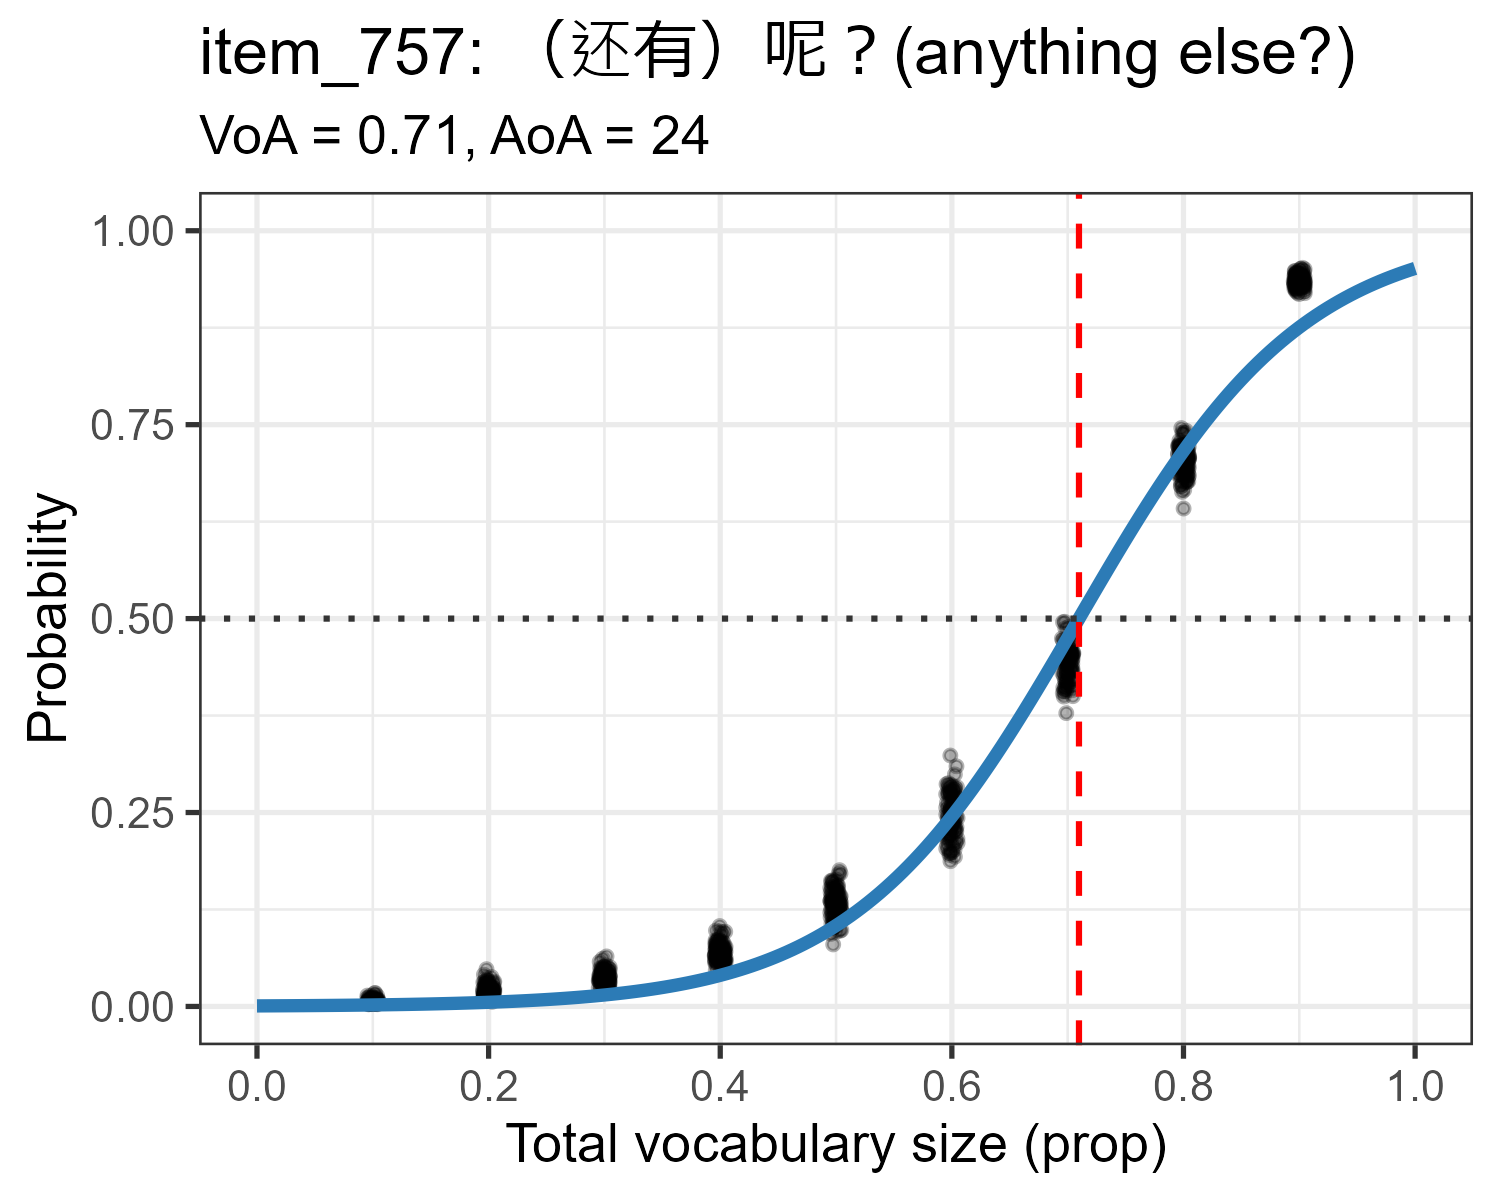 item_757: （还有）呢？(anything else?)
VoA = 0.71, AoA = 24
Probability
1.00
0.75
0.50
0.25
0.00
0.0 0.2 0.4 0.6 0.8 1.0
Total vocabulary size (prop)